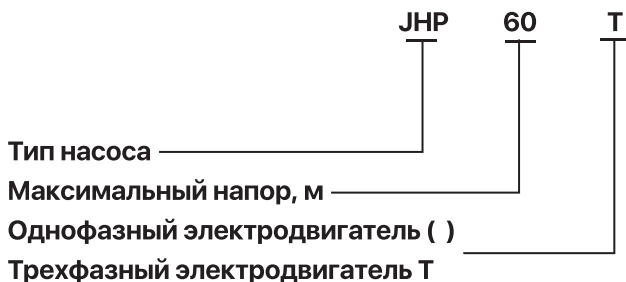 JHP 60 T
Тип насоса
Максимальный напор, м
Однофазный электродвигатель ( )
Трехфазный электродвигатель Т